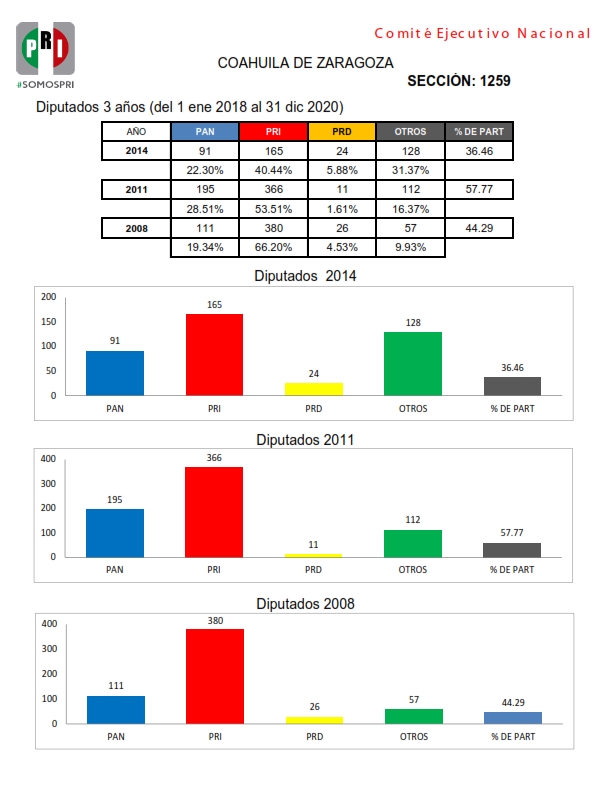 PRI
#SOMOSPRI
Comité Ejecutivo Nacional
COAHUILA DE ZARAGOZA
SECCIÓN: 1259
Diputados 3 años (del 1 ene 2018 al 31 dic 2020)
AÑO PAN PRI PRD OTROS % DE PART
2014 91 165 24 128 36.46
22.30% 40.44% 5.88% 31.37%
2011 195 366 11 112 57.77
28.51% 53.51% 1.61% 16.37%
2008 111 380 26 57 44.29
19.34% 66.20% 4.53% 9.93%
Diputados 2014
200
150
100
50
0
91 165 24 128 36.46
PAN PRI PRD OTROS % DE PART
Diputados 2011
400
300
200
100
0
195 366 11 112 57.77
PAN PRI PRD OTROS % DE PART
Diputados 2008
400
300
200
100
0
111 380 26 57 44.29
PAN PRI PRD OTROS % DE PART